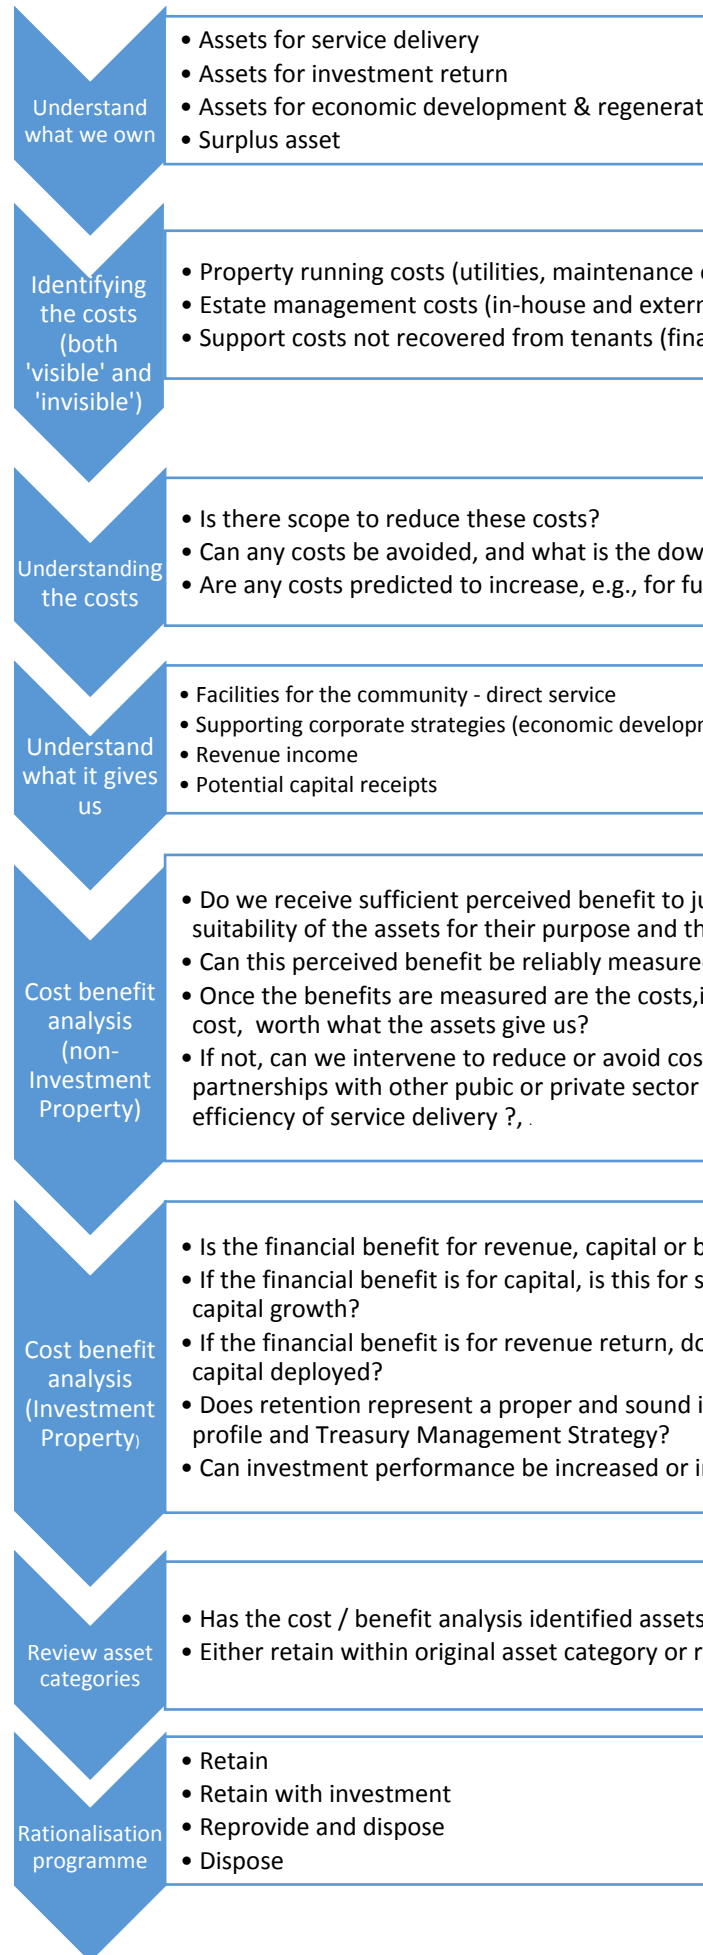 Understand
what we own
• Assets for service delivery
• Assets for investment return
• Assets for economic development & regenerat
• Surplus asset
Identifying
the costs
(both
'visible' and
'invisible')
• Property running costs (utilities, maintenance
• Estate management costs (in-house and extern
• Support costs not recovered from tenants (fina
Understanding
the costs
• Is there scope to reduce these costs?
• Can any costs be avoided, and what is the dow
• Are any costs predicted to increase, e.g., for fu
Understand
what it gives
us
• Facilities for the community - direct service
• Supporting corporate strategies (economic develop
• Revenue income
• Potential capital receipts
Cost benefit
analysis
(non-
Investment
Property)
• Do we receive sufficient perceived benefit to ju
suitability of the assets for their purpose and th
• Can this perceived benefit be reliably measure
• Once the benefits are measured are the costs,i
cost,  worth what the assets give us?
• If not, can we intervene to reduce or avoid cos
partnerships with other pubic or private sector
efficiency of service delivery ?, .
Cost benefit
analysis
(Investment
Property)
• Is the financial benefit for revenue, capital or b
• If the financial benefit is for capital, is this for s
capital growth?
• If the financial benefit is for revenue return, do
capital deployed?
• Does retention represent a proper and sound i
profile and Treasury Management Strategy?
• Can investment performance be increased or i
Review asset
categories
• Has the cost / benefit analysis identified assets
• Either retain within original asset category or r
Rationalisation
programme
• Retain
• Retain with investment
• Reprovide and dispose
• Dispose